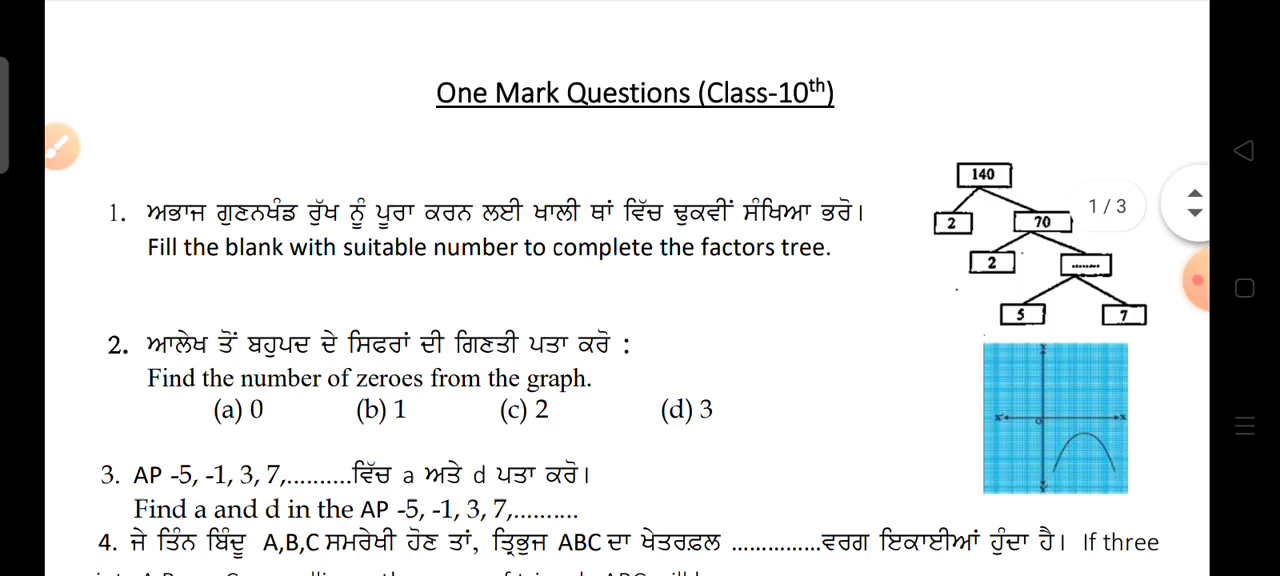 One Mark Questions (Class-10th)
140
1. ਅਭਾਜ ਗੁਣਨਖੰਡ ਰੁੱਖ ਨੂੰ ਪੂਰਾ ਕਰਨ ਲਈ ਖਾਲੀ ਥਾਂ ਵਿੱਚ ਢੁਕਵੀਂ ਸੰਖਿਆ ਭਰੋ।
1 / 3
2 70
Fill the blank with suitable number to complete the factors tree.
2 ........
5 7
2. ਆਲੇਖ ਤੋਂ ਬਹੁਪਦ ਦੇ ਸਿਫਰਾਂ ਦੀ ਗਿਣਤੀ ਪਤਾ ਕਰੋ :
Find the number of zeroes from the graph.
(a) 0 (b) 1 (c) 2 (d) 3
Y
X' O X
Y'
3. AP -5, -1, 3, 7,..........ਵਿੱਚ a ਅਤੇ d ਪਤਾ ਕਰੋ।
Find a and d in the AP -5, -1, 3, 7,..........
4. ਜੇ ਤਿੰਨ ਬਿੰਦੂ A,B,C ਸਮਰੇਖੀ ਹੋਣ ਤਾਂ, ਤ੍ਰਿਭੁਜ ABC ਦਾ ਖੇਤਰਫ਼ਲ ..............ਵਰਗ ਇਕਾਈਆਂ ਹੁੰਦਾ ਹੈ। If three